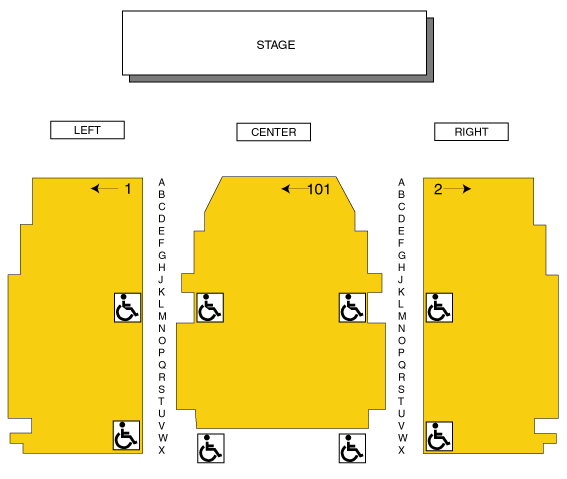 STAGE
LEFT CENTER RIGHT
1 A 101 A 2
B B
C C
D D
E E
F F
G G
H H
J J
K K
L L
M M
N N
O O
P P
Q Q
R R
S S
T T
U U
V V
W W
X X